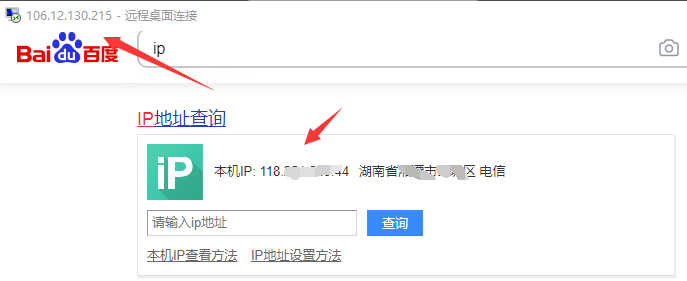 106.12.130.215 - 远程桌面连接
Bai du 百度 ip
IP地址查询
iP
本机IP: 118. .44 湖南省 市 区 电信
请输入ip地址 查询
本机IP查看方法 IP地址设置方法